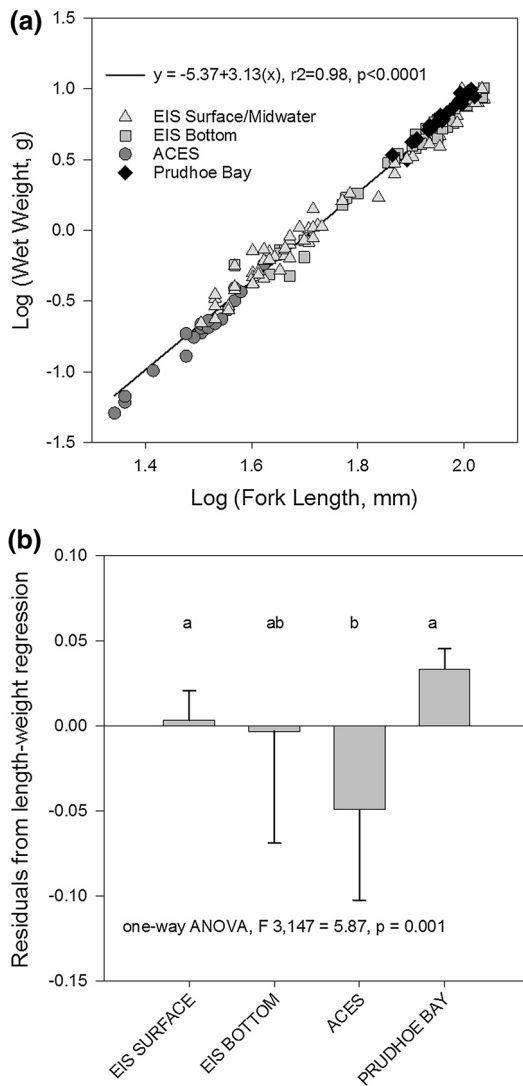 (a)
y = -5.37+3.13(x), r2=0.98, p<0.0001
EIS Surface/Midwater
EIS Bottom
ACES
Prudhoe Bay
Log (Wet Weight, g)
1.5
1.0
0.5
0.0
-0.5
-1.0
-1.5
1.4 1.6 1.8 2.0
Log (Fork Length, mm)
(b)
Residuals from length-weight regression
0.10
0.05
0.00
-0.05
-0.10
-0.15
a ab b a
one-way ANOVA, F 3,147 = 5.87, p = 0.001
EIS SURFACE
EIS BOTTOM
ACES
PRUDHOE BAY